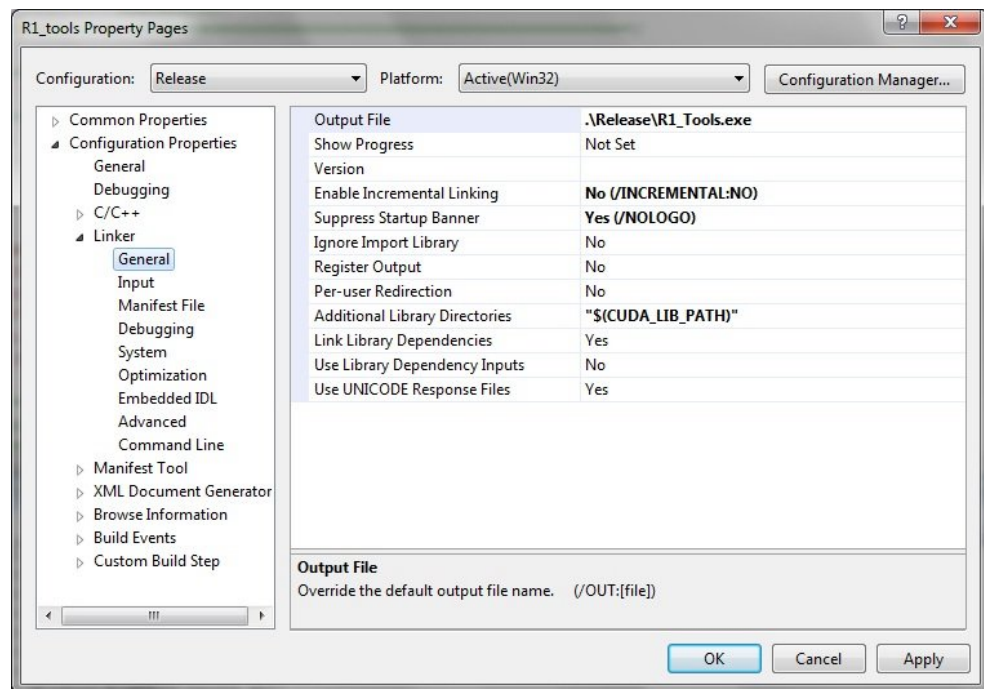 R1_tools Property Pages
Configuration: Release Platform: Active(Win32) Configuration Manager...
Common Properties
Configuration Properties
General
Debugging
C/C++
Linker
General
Input
Manifest File
Debugging
System
Optimization
Embedded IDL
Advanced
Command Line
Manifest Tool
XML Document Generator
Browse Information
Build Events
Custom Build Step
Output File .\Release\R1_Tools.exe
Show Progress Not Set
Version
Enable Incremental Linking No (/INCREMENTAL:NO)
Suppress Startup Banner Yes (/NOLOGO)
Ignore Import Library No
Register Output No
Per-user Redirection No
Additional Library Directories "$(CUDA_LIB_PATH)"
Link Library Dependencies Yes
Use Library Dependency Inputs No
Use UNICODE Response Files Yes
Output File
Override the default output file name. (/OUT:[file])
OK Cancel Apply